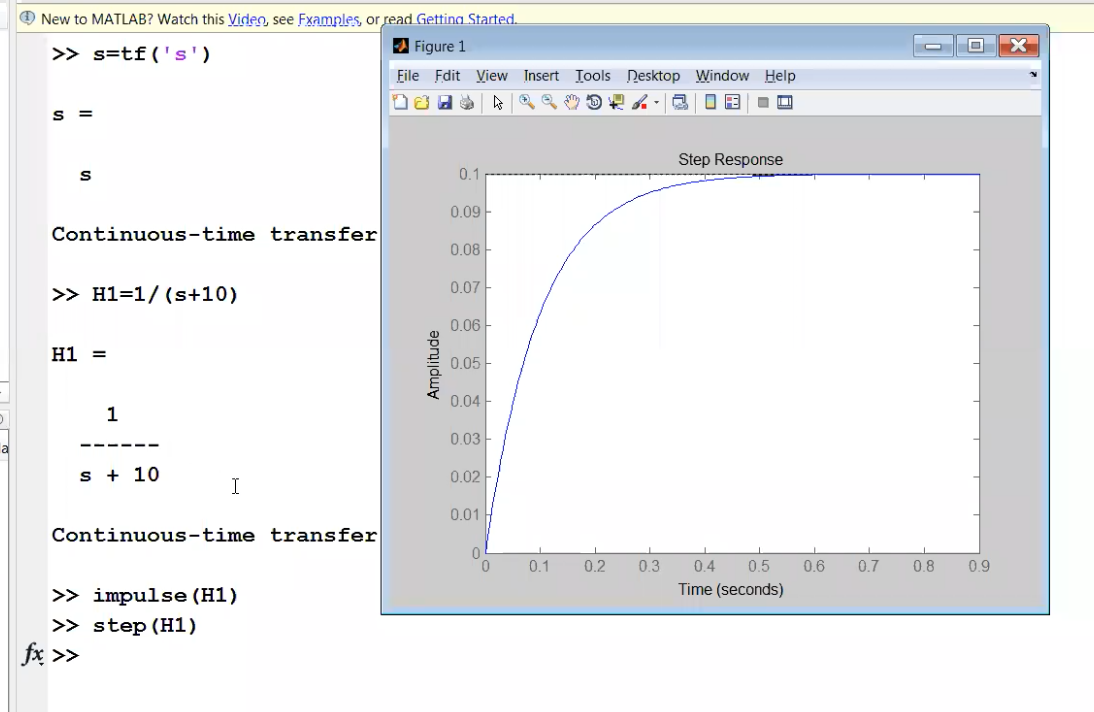 New to MATLAB? Watch this Video, see Examples, or read Getting Started.
>> s=tf('s')
s =
s
Continuous-time transfer
>> H1=1/(s+10)
H1 =
1
------
s + 10
Continuous-time transfer
>> impulse(H1)
>> step(H1)
fx >>
Figure 1
File Edit View Insert Tools Desktop Window Help
Step Response
Amplitude
0.1
0.09
0.08
0.07
0.06
0.05
0.04
0.03
0.02
0.01
0
0 0.1 0.2 0.3 0.4 0.5 0.6 0.7 0.8 0.9
Time (seconds)